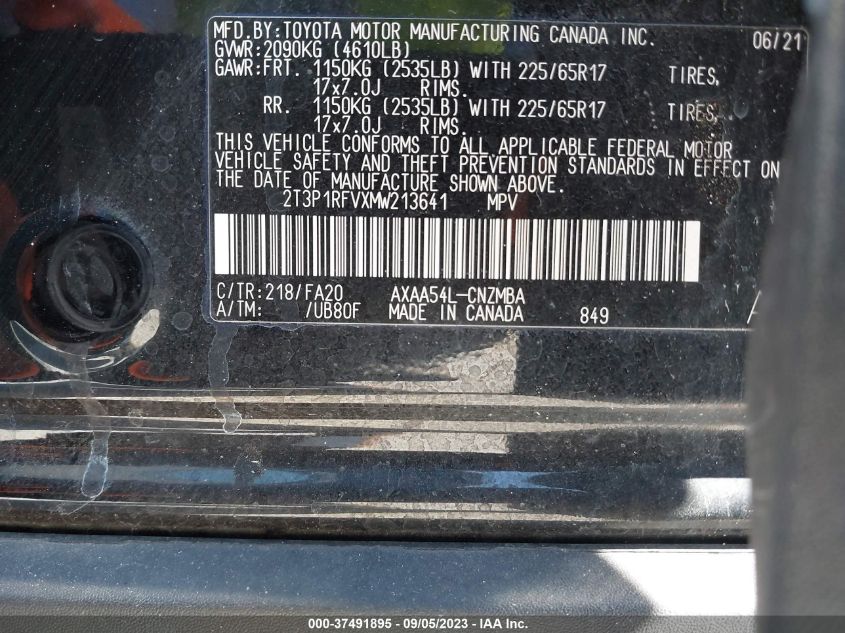 MFD.BY:TOYOTA MOTOR MANUFACTURING CANADA INC. 06/21
GVWR:2090KG (4610LB)
GAWR:FRT. 1150KG (2535LB) WITH 225/65R17 TIRES,
17x7.0J RIMS.
RR. 1150KG (2535LB) WITH 225/65R17 TIRES,
17x7.0J RIMS.
THIS VEHICLE CONFORMS TO ALL APPLICABLE FEDERAL MOTOR
VEHICLE SAFETY AND THEFT PREVENTION STANDARDS IN EFFECT ON
THE DATE OF MANUFACTURE SHOWN ABOVE.
2T3P1RFVXMW213641 MPV
C/TR:218/FA20 AXAA54L-CNZMBA
A/TM: /UB80F MADE IN CANADA 849
000-37491895 - 09/05/2023 - IAA Inc.